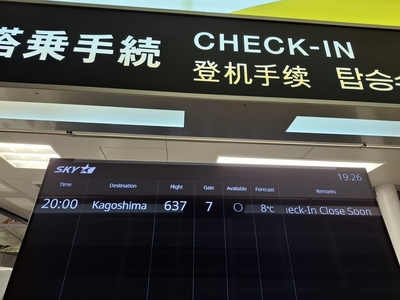 搭乗手続 CHECK-IN
登机手续 탑승수
SKY 19:26
Time Destination Flight Gate Available Forecast Remarks
20:00 Kagoshima 637 7 ○ 8℃ eck-In Close Soon